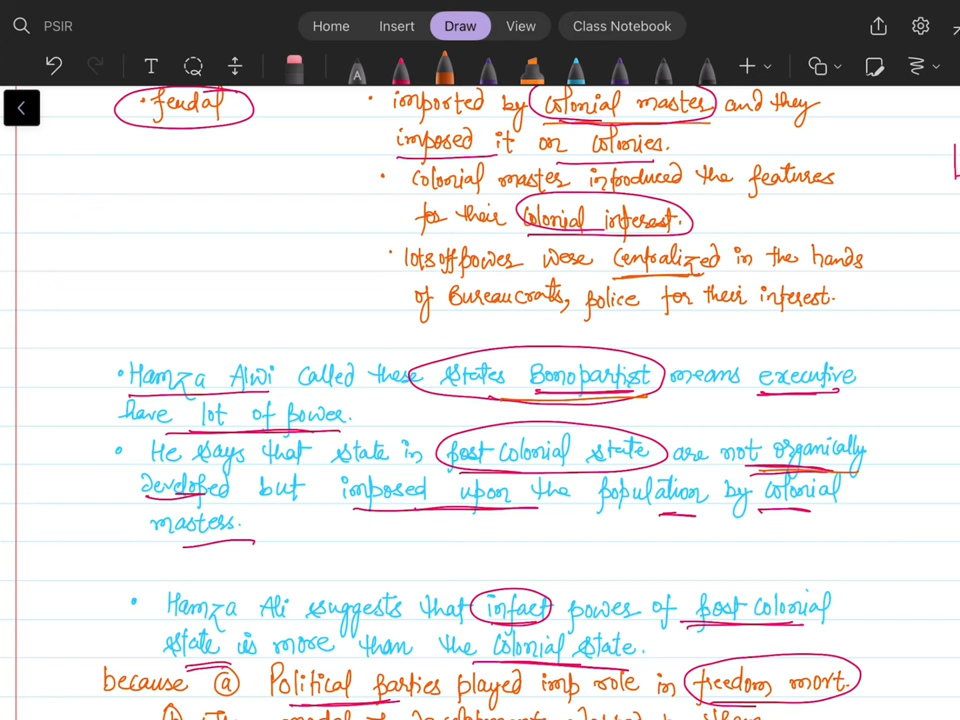 PSIR
Home Insert Draw View Class Notebook
T
A
• feudal
• imported by colonial master and they
imposed it on colonies.
• colonial master introduced the features
for their colonial interest.
• lots off power were centralized in the hands
of Bureaucrats, police for their interest.
• Hamza Alwi called these states Bonopartist means executive
have lot of power.
• He says that state in post colonial state are not organically
developed but imposed upon the population by colonial
masters.
• Hamza Ali suggests that infact power of post colonial
state is more than the colonial state.
because ⓐ Political parties played imp role in freedom